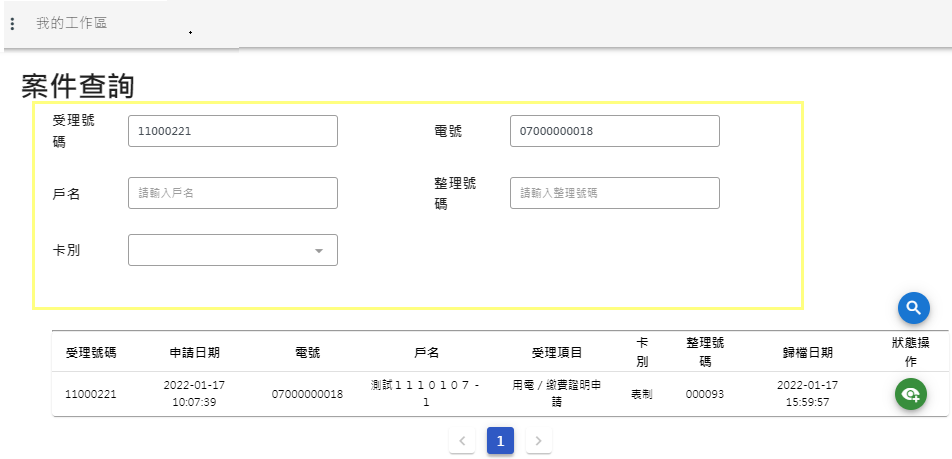 我的工作區
案件查詢
受理號
碼
11000221
電號
07000000018
戶名
請輸入戶名
整理號
碼
請輸入整理號碼
卡別
受理號碼
申請日期
電號
戶名
受理項目
卡
別
整理號
碼
歸檔日期
狀態操
作
11000221
2022-01-17
10:07:39
07000000018
測試１１１０１０７－
1
用電／繳費證明申
請
表制
000093
2022-01-17
15:59:57
1